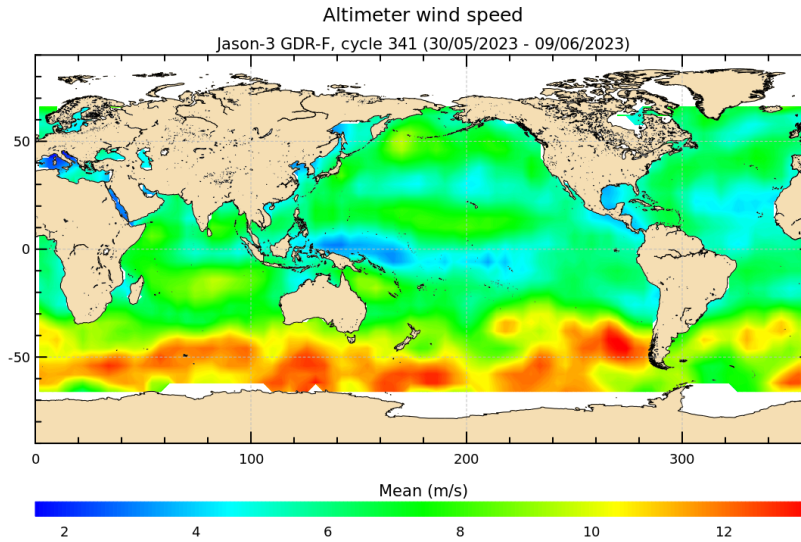 Altimeter wind speed
Jason-3 GDR-F, cycle 341 (30/05/2023 - 09/06/2023)
50
0
-50
0 100 200 300
Mean (m/s)
2 4 6 8 10 12